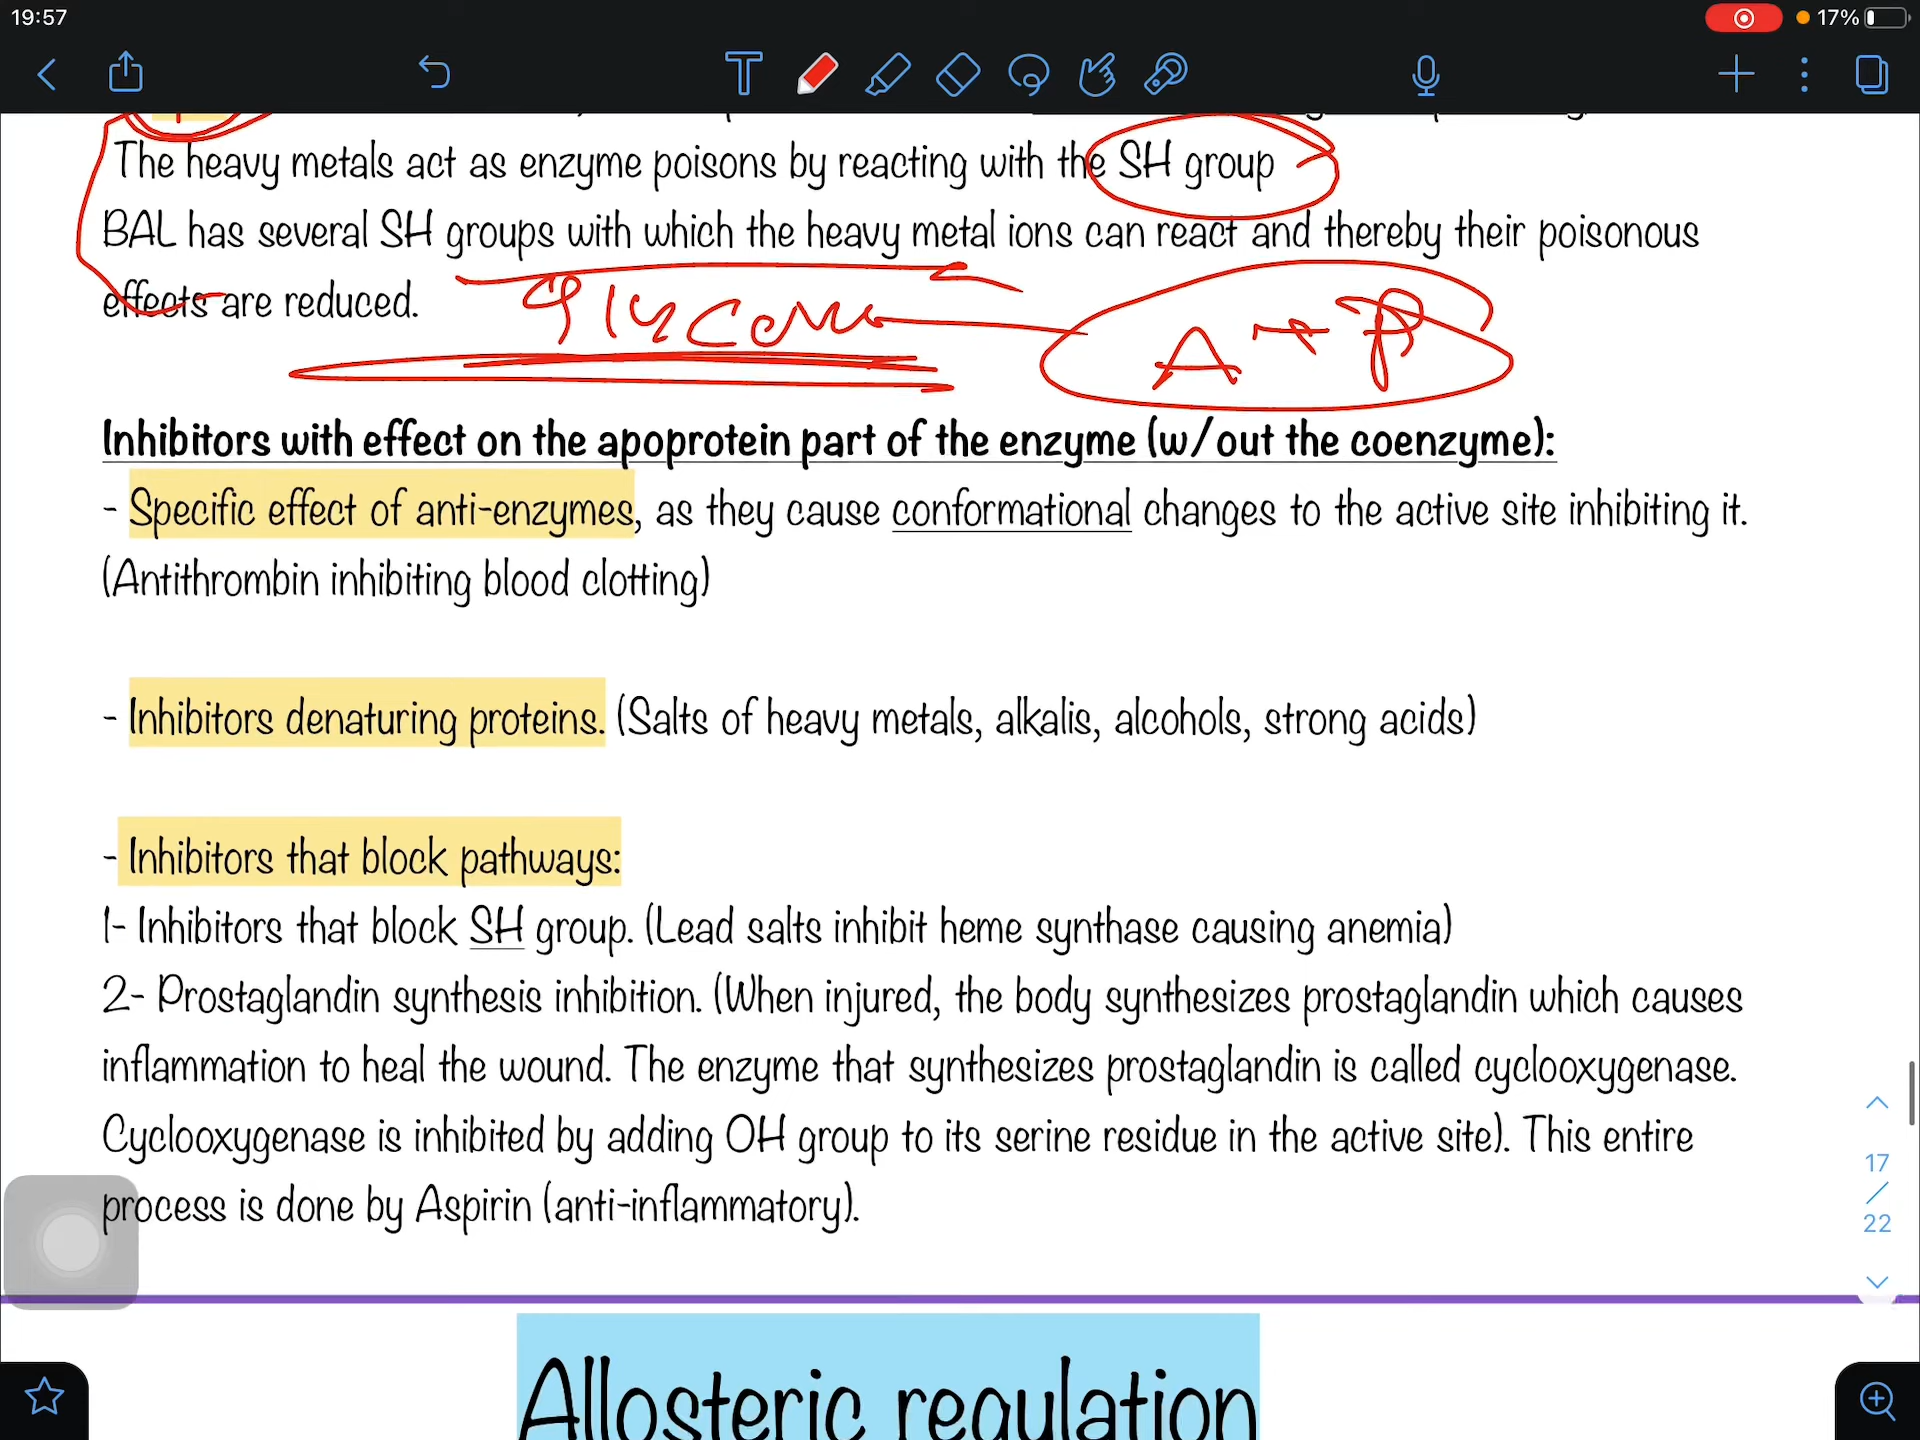 19:57
17%
The heavy metals act as enzyme poisons by reacting with the SH group
BAL has several SH groups with which the heavy metal ions can react and thereby their poisonous
effects are reduced.
Inhibitors with effect on the apoprotein part of the enzyme (w/out the coenzyme):
- Specific effect of anti-enzymes, as they cause conformational changes to the active site inhibiting it.
(Antithrombin inhibiting blood clotting)
- Inhibitors denaturing proteins. (Salts of heavy metals, alkalis, alcohols, strong acids)
- Inhibitors that block pathways:
1- Inhibitors that block SH group. (Lead salts inhibit heme synthase causing anemia)
2- Prostaglandin synthesis inhibition. (When injured, the body synthesizes prostaglandin which causes
inflammation to heal the wound. The enzyme that synthesizes prostaglandin is called cyclooxygenase.
Cyclooxygenase is inhibited by adding OH group to its serine residue in the active site). This entire
process is done by Aspirin (anti-inflammatory).
17
/
22
Allosteric regulation